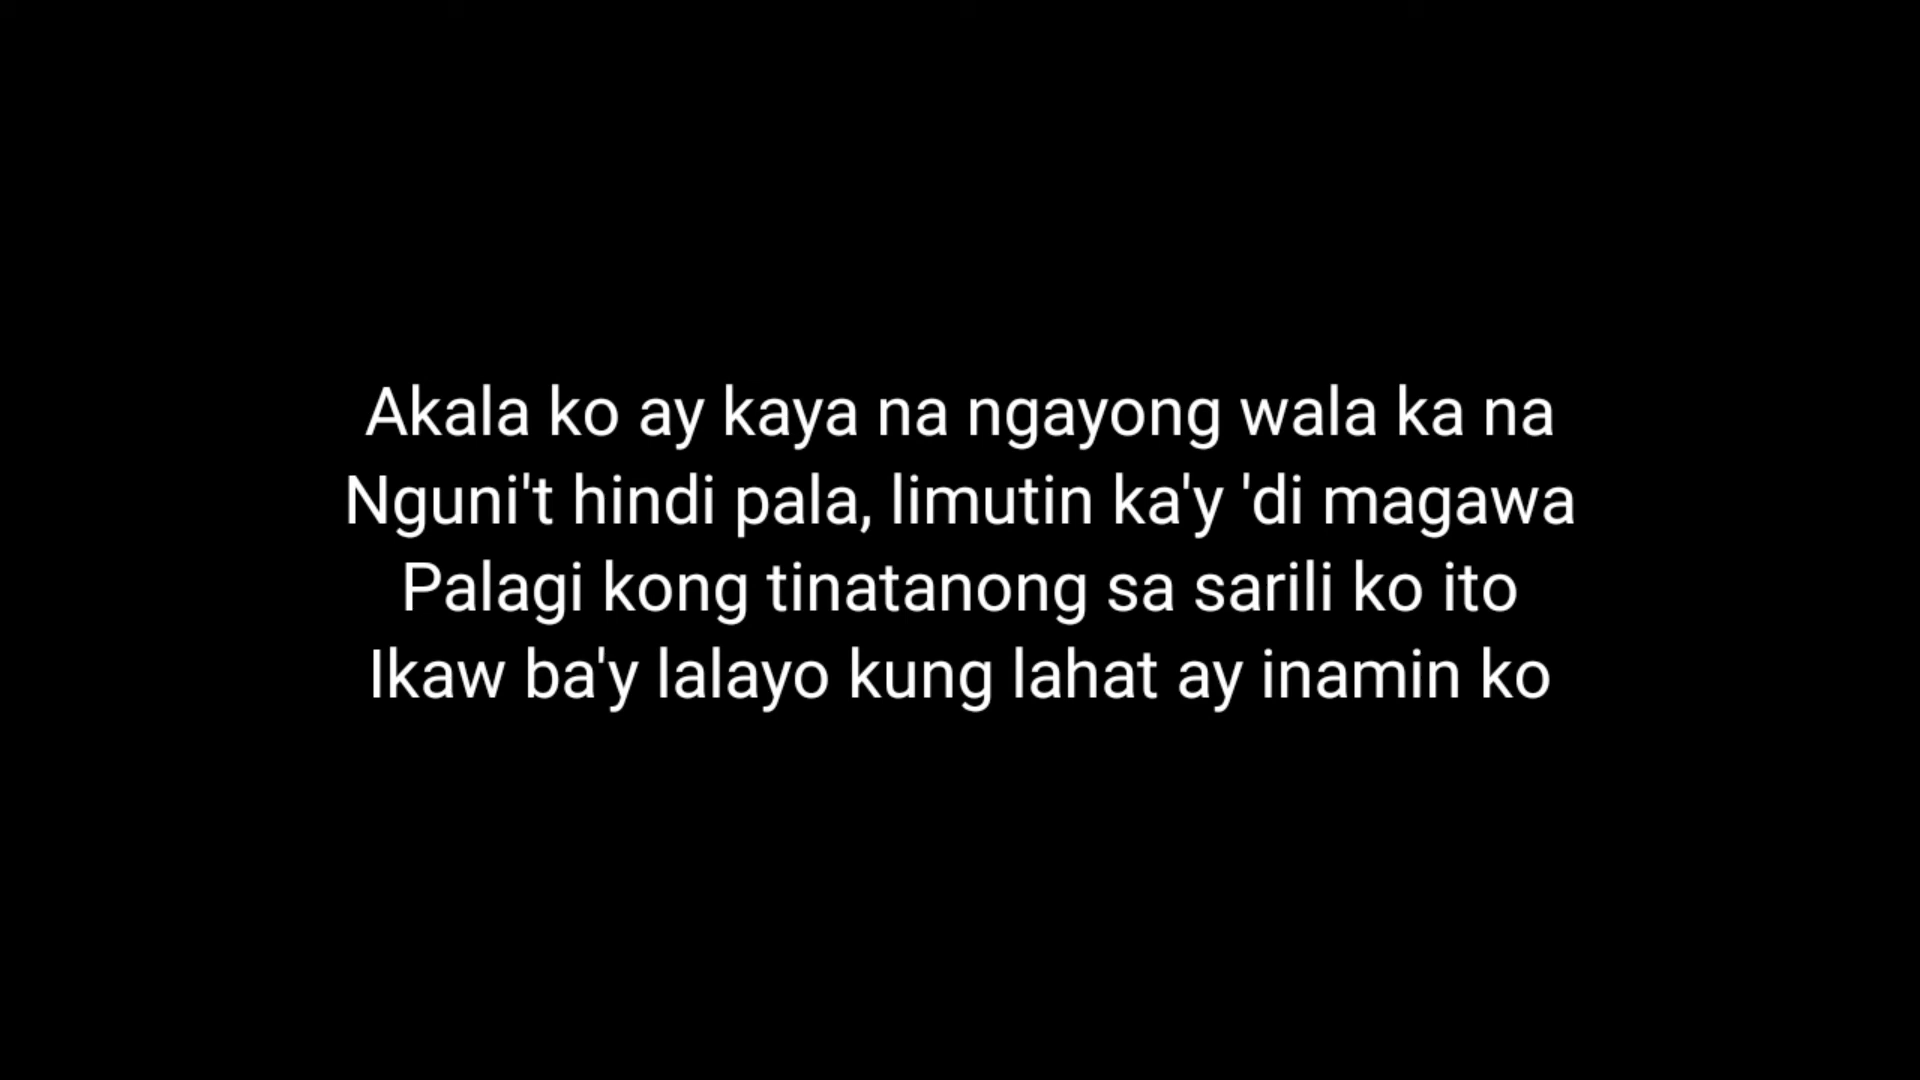 Akala ko ay kaya na ngayong wala ka na
Nguni't hindi pala, limutin ka'y 'di magawa
Palagi kong tinatanong sa sarili ko ito
Ikaw ba'y lalayo kung lahat ay inamin ko